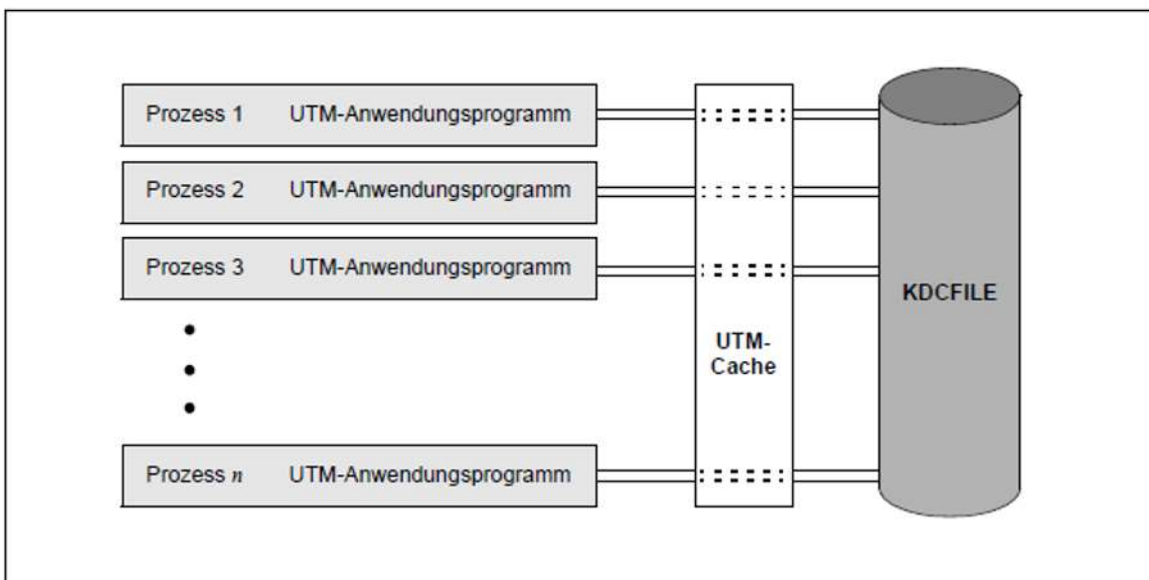 Prozess 1 UTM-Anwendungsprogramm
Prozess 2 UTM-Anwendungsprogramm
Prozess 3 UTM-Anwendungsprogramm
Prozess n UTM-Anwendungsprogramm
UTM-
Cache
KDCFILE